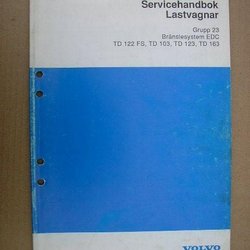 Servicehandbok
Lastvagnar
Grupp 23
Bränslesystem EDC
TD 122 FS, TD 103, TD 123, TD 163
VOLVO